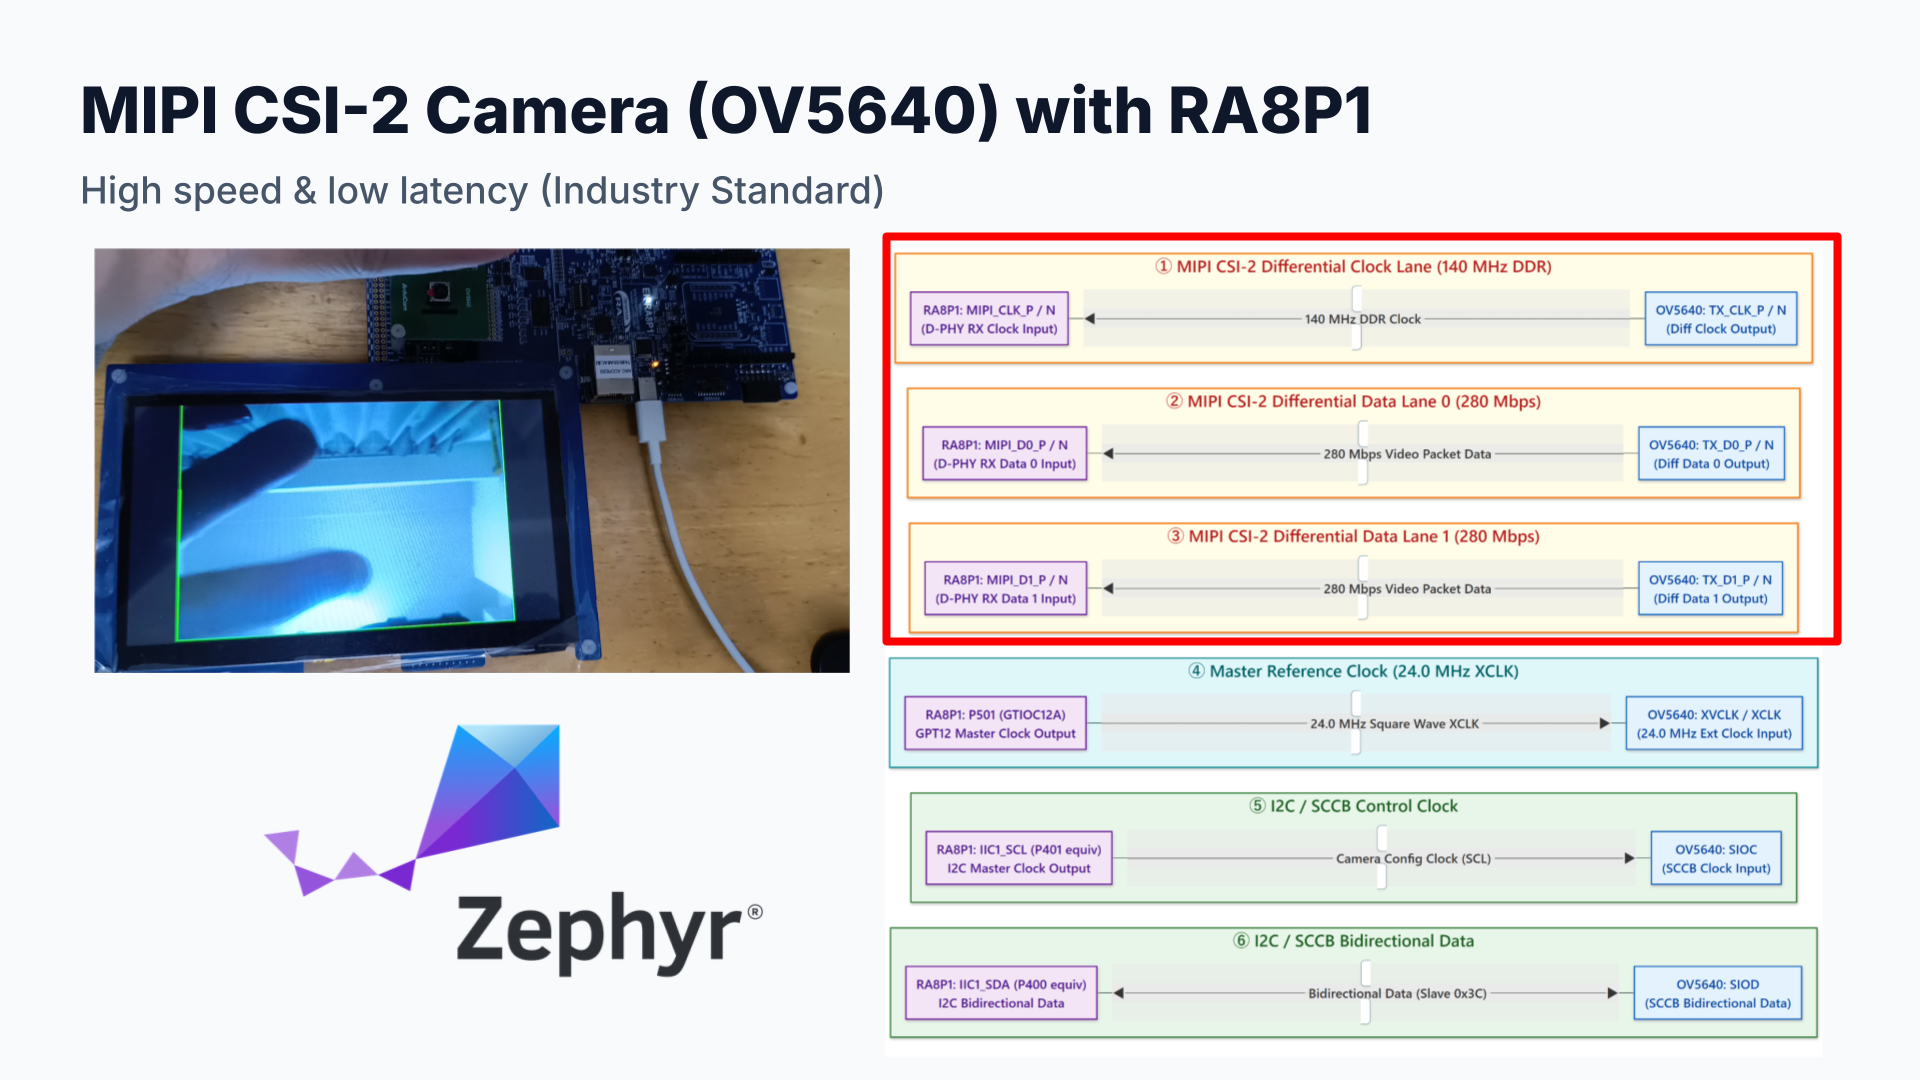 MIPI CSI-2 Camera (OV5640) with RA8P1
High speed & low latency (Industry Standard)
① MIPI CSI-2 Differential Clock Lane (140 MHz DDR)
RA8P1: MIPI_CLK_P / N
(D-PHY RX Clock Input)
140 MHz DDR Clock
OV5640: TX_CLK_P / N
(Diff Clock Output)
② MIPI CSI-2 Differential Data Lane 0 (280 Mbps)
RA8P1: MIPI_D0_P / N
(D-PHY RX Data 0 Input)
280 Mbps Video Packet Data
OV5640: TX_D0_P / N
(Diff Data 0 Output)
③ MIPI CSI-2 Differential Data Lane 1 (280 Mbps)
RA8P1: MIPI_D1_P / N
(D-PHY RX Data 1 Input)
280 Mbps Video Packet Data
OV5640: TX_D1_P / N
(Diff Data 1 Output)
④ Master Reference Clock (24.0 MHz XCLK)
RA8P1: P501 (GTIOC12A)
GPT12 Master Clock Output
24.0 MHz Square Wave XCLK
OV5640: XVCLK / XCLK
(24.0 MHz Ext Clock Input)
⑤ I2C / SCCB Control Clock
RA8P1: IIC1_SCL (P401 equiv)
I2C Master Clock Output
Camera Config Clock (SCL)
OV5640: SIOC
(SCCB Clock Input)
⑥ I2C / SCCB Bidirectional Data
RA8P1: IIC1_SDA (P400 equiv)
I2C Bidirectional Data
Bidirectional Data (Slave 0x3C)
OV5640: SIOD
(SCCB Bidirectional Data)
Zephyr®